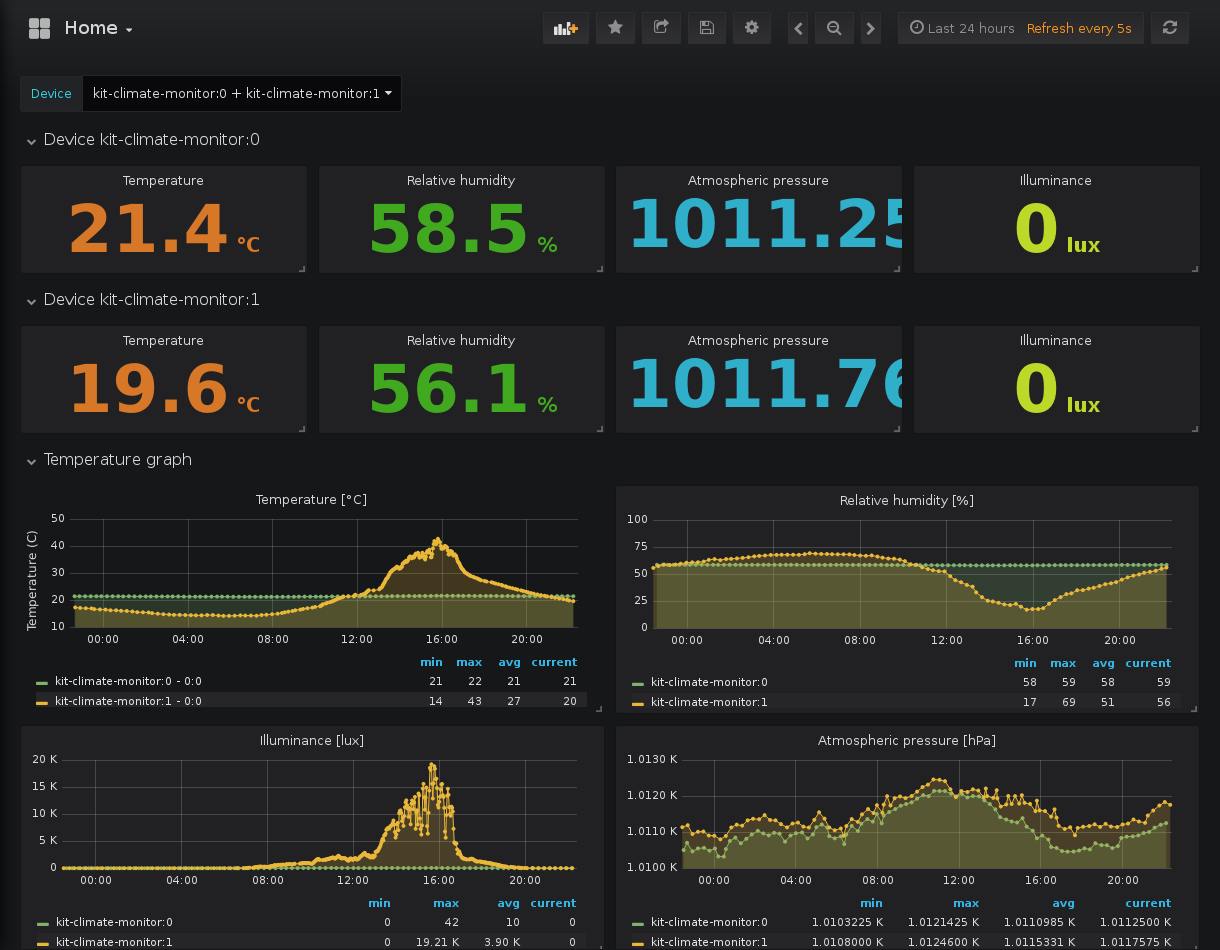 Home
Last 24 hours Refresh every 5s
Device kit-climate-monitor:0 + kit-climate-monitor:1
Device kit-climate-monitor:0
Temperature Relative humidity Atmospheric pressure Illuminance
21.4 °C 58.5 % 1011.25 0 lux
Device kit-climate-monitor:1
Temperature Relative humidity Atmospheric pressure Illuminance
19.6 °C 56.1 % 1011.76 0 lux
Temperature graph
Temperature [°C]
Temperature (C)
50
40
30
20
10
00:00 04:00 08:00 12:00 16:00 20:00
min max avg current
kit-climate-monitor:0 - 0:0 21 22 21 21
kit-climate-monitor:1 - 0:0 14 43 27 20
Relative humidity [%]
100
75
50
25
0
00:00 04:00 08:00 12:00 16:00 20:00
min max avg current
kit-climate-monitor:0 58 59 58 59
kit-climate-monitor:1 17 69 51 56
Illuminance [lux]
20 K
15 K
10 K
5 K
0
00:00 04:00 08:00 12:00 16:00 20:00
min max avg current
kit-climate-monitor:0 0 42 10 0
kit-climate-monitor:1 0 19.21 K 3.90 K 0
Atmospheric pressure [hPa]
1.0130 K
1.0120 K
1.0110 K
1.0100 K
00:00 04:00 08:00 12:00 16:00 20:00
min max avg current
kit-climate-monitor:0 1.0103225 K 1.0121425 K 1.0110985 K 1.0112500 K
kit-climate-monitor:1 1.0108000 K 1.0124600 K 1.0115331 K 1.0117575 K